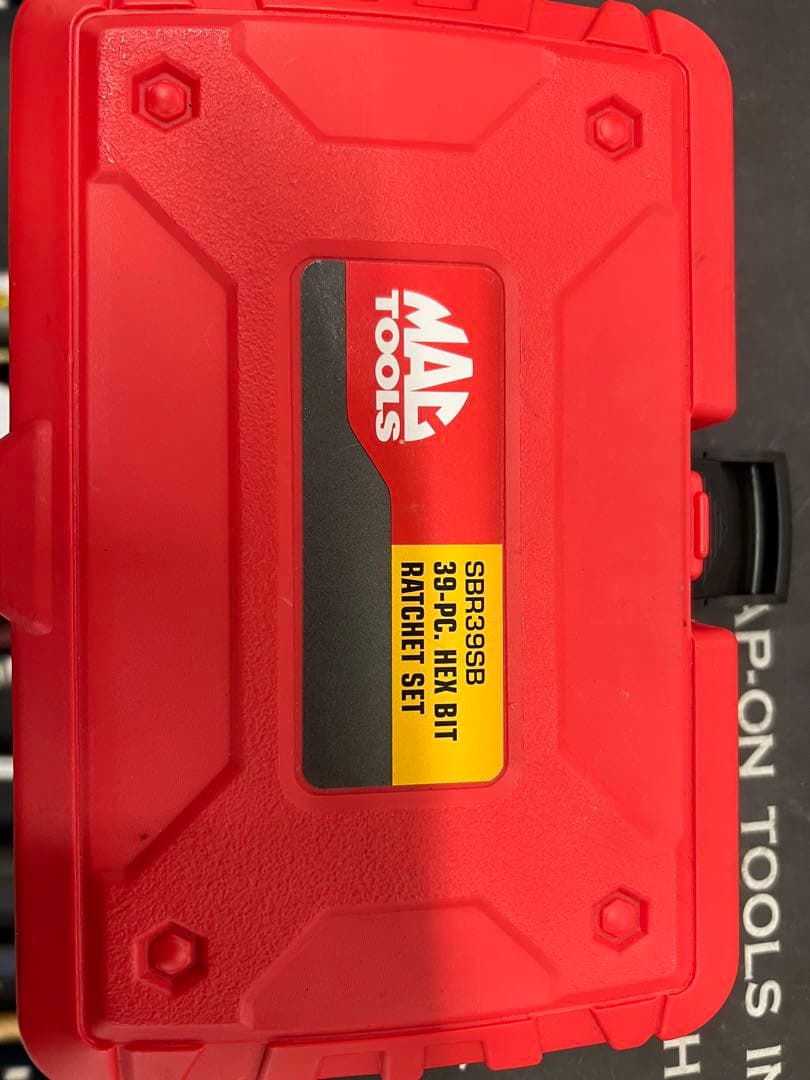 MAC
TOOLS
SBR39SB
39-PC. HEX BIT
RATCHET SET
AP-ON TOOLS IN
H